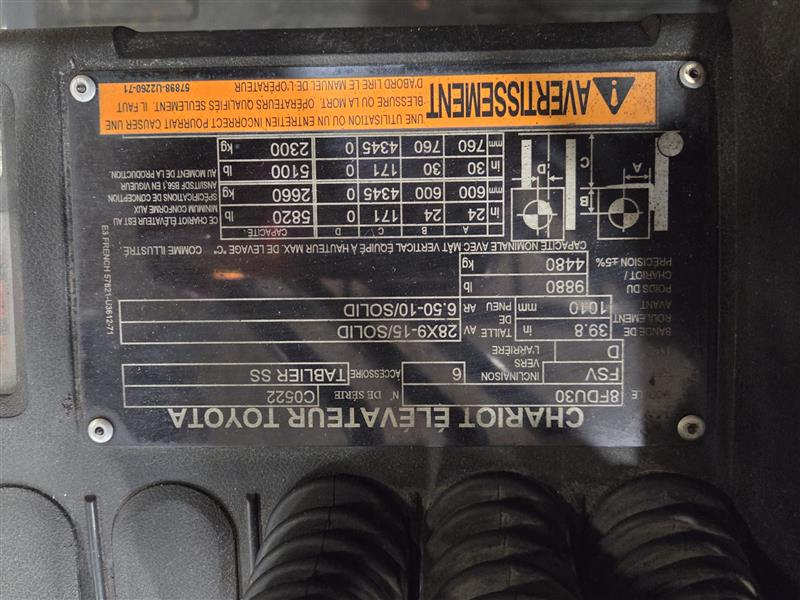 CHARIOT ÉLÉVATEUR TOYOTA
8FDU30 N° DE SÉRIE C0522
FSV INCLINAISON VERS L'ARRIÈRE 6 ACCESSOIRE TABLIER SS
D
BANDE DE ROULEMENT AVANT 39.8 in TAILLE DE PNEU AV 28X9-15/SOLID
1010 mm AR 6.50-10/SOLID
POIDS DU CHARIOT / PRÉCISION ±5% 9880 lb
4480 kg
CAPACITÉ NOMINALE AVEC MÂT VERTICAL ÉQUIPÉ À HAUTEUR MAX. DE LEVAGE "C" COMME ILLUSTRÉ.
A B C D CAPACITÉ
in 24 24 171 0 5820 lb
mm 600 600 4345 0 2660 kg
in 30 30 171 0 5100 lb
mm 760 760 4345 0 2300 kg
A B C D
CE CHARIOT ÉLÉVATEUR EST AU
MINIMUM CONFORME AUX
SPÉCIFICATIONS DE CONCEPTION
ANSI/ITSDF B56.1 EN VIGUEUR
AU MOMENT DE LA PRODUCTION.
E3 FRENCH 57821-U3612-71
AVERTISSEMENT
UNE UTILISATION OU UN ENTRETIEN INCORRECT POURRAIT CAUSER UNE
BLESSURE OU LA MORT. OPÉRATEURS QUALIFIÉS SEULEMENT. IL FAUT
D'ABORD LIRE LE MANUEL DE L'OPÉRATEUR
57898-U2260-71